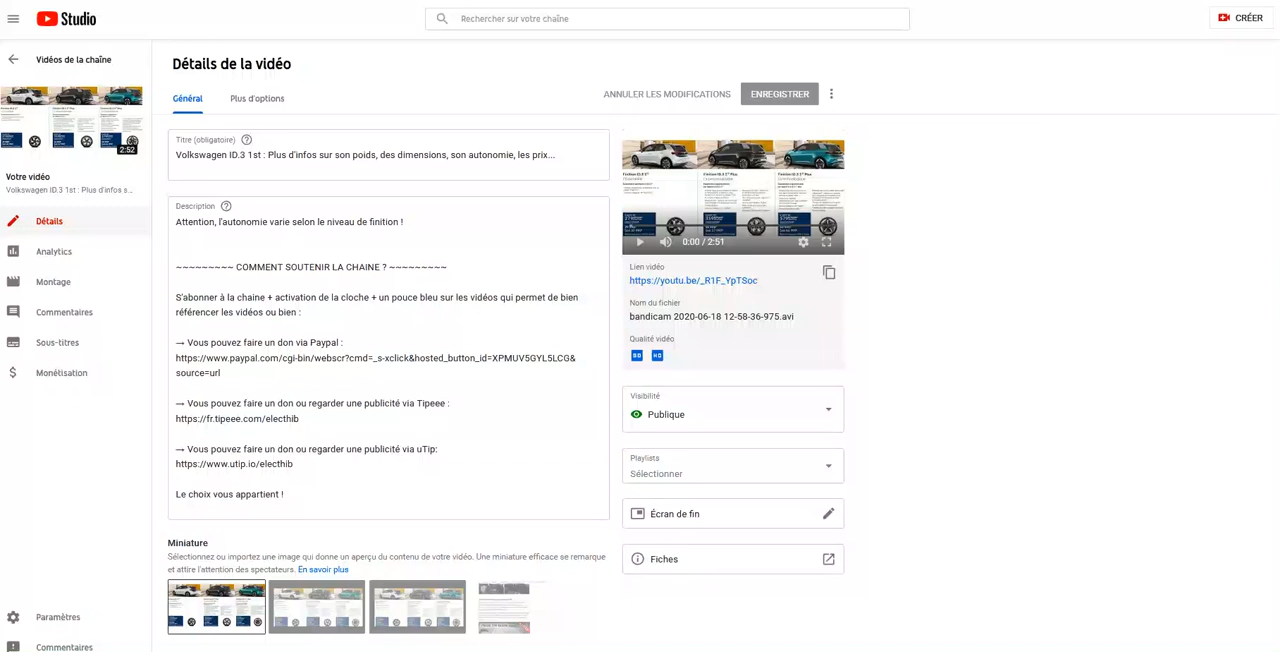 Studio
Rechercher sur votre chaîne
CRÉER
Vidéos de la chaîne
2:52
Votre vidéo
Volkswagen ID.3 1st : Plus d'infos s...
Détails
Analytics
Montage
Commentaires
Sous-titres
Monétisation
Paramètres
Commentaires
Détails de la vidéo
Général
Plus d'options
ANNULER LES MODIFICATIONS
ENREGISTRER
Titre (obligatoire)
Volkswagen ID.3 1st : Plus d'infos sur son poids, des dimensions, son autonomie, les prix...
Description
Attention, l'autonomie varie selon le niveau de finition !
~~~~~~~~~ COMMENT SOUTENIR LA CHAINE ? ~~~~~~~~~
S'abonner à la chaine + activation de la cloche + un pouce bleu sur les vidéos qui permet de bien
référencer les vidéos ou bien :
→ Vous pouvez faire un don via Paypal :
https://www.paypal.com/cgi-bin/webscr?cmd=_s-xclick&hosted_button_id=XPMUV5GYL5LCG&
source=url
→ Vous pouvez faire un don ou regarder une publicité via Tipeee :
https://fr.tipeee.com/electhib
→ Vous pouvez faire un don ou regarder une publicité via uTip:
https://www.utip.io/electhib
Le choix vous appartient !
Miniature
Sélectionnez ou importez une image qui donne un aperçu du contenu de votre vidéo. Une miniature efficace se remarque
et attire l'attention des spectateurs. En savoir plus
0:00 / 2:51
Lien vidéo
https://youtu.be/_R1F_YpTSoc
Nom du fichier
bandicam 2020-06-18 12-58-36-975.avi
Qualité vidéo
SD HD
Visibilité
Publique
Playlists
Sélectionner
Écran de fin
Fiches